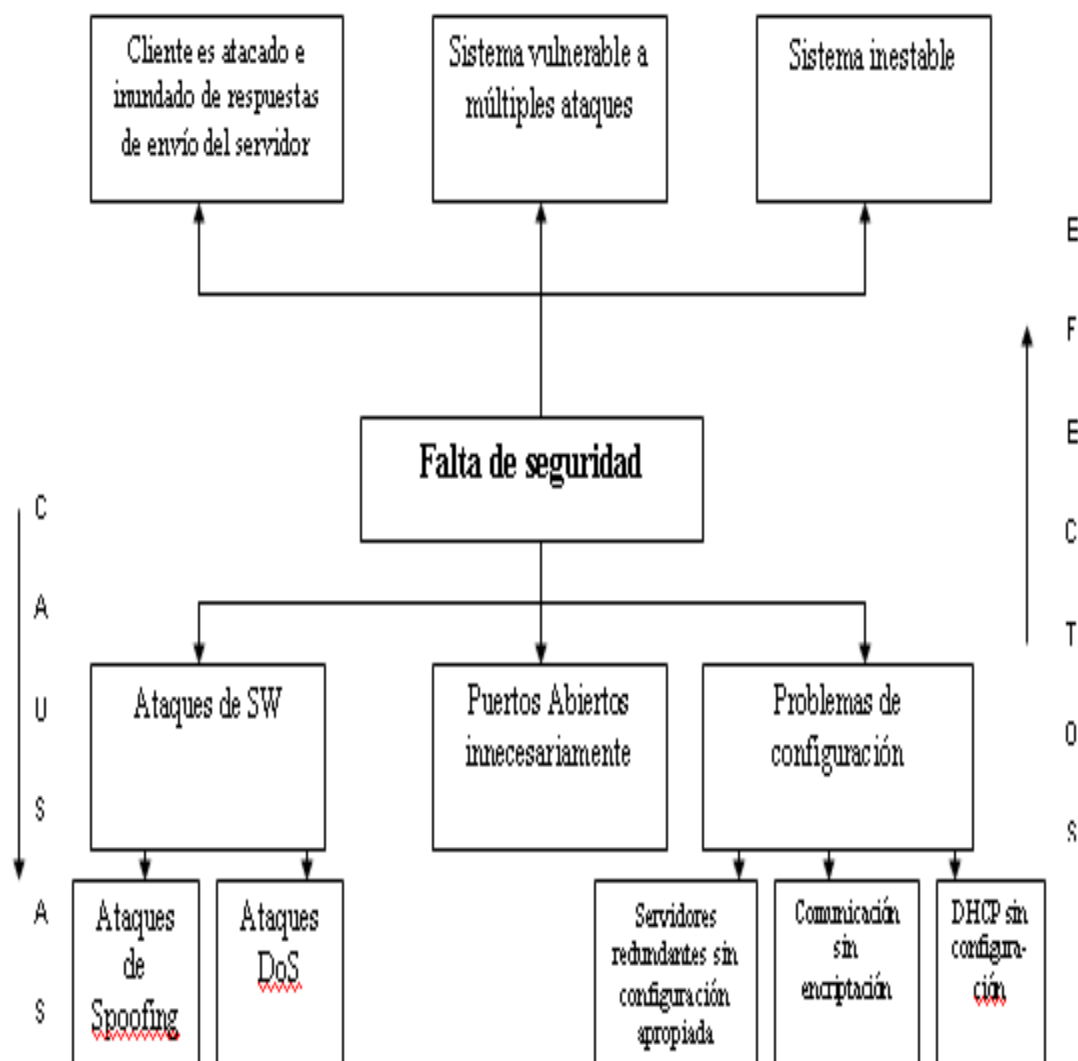 Cliente es atacado e
inundado de respuestas
de envío del servidor
Sistema vulnerable a
múltiples ataques
Sistema inestable
EFECTOS
Falta de seguridad
CAUSAS
Ataques de SW
Puertos Abiertos
innecesariamente
Problemas de
configuración
Ataques
de
Spoofing
Ataques
DoS
Servidores
redundantes sin
configuración
apropiada
Comunicación
sin
encriptación
DHCP sin
configura-
ción